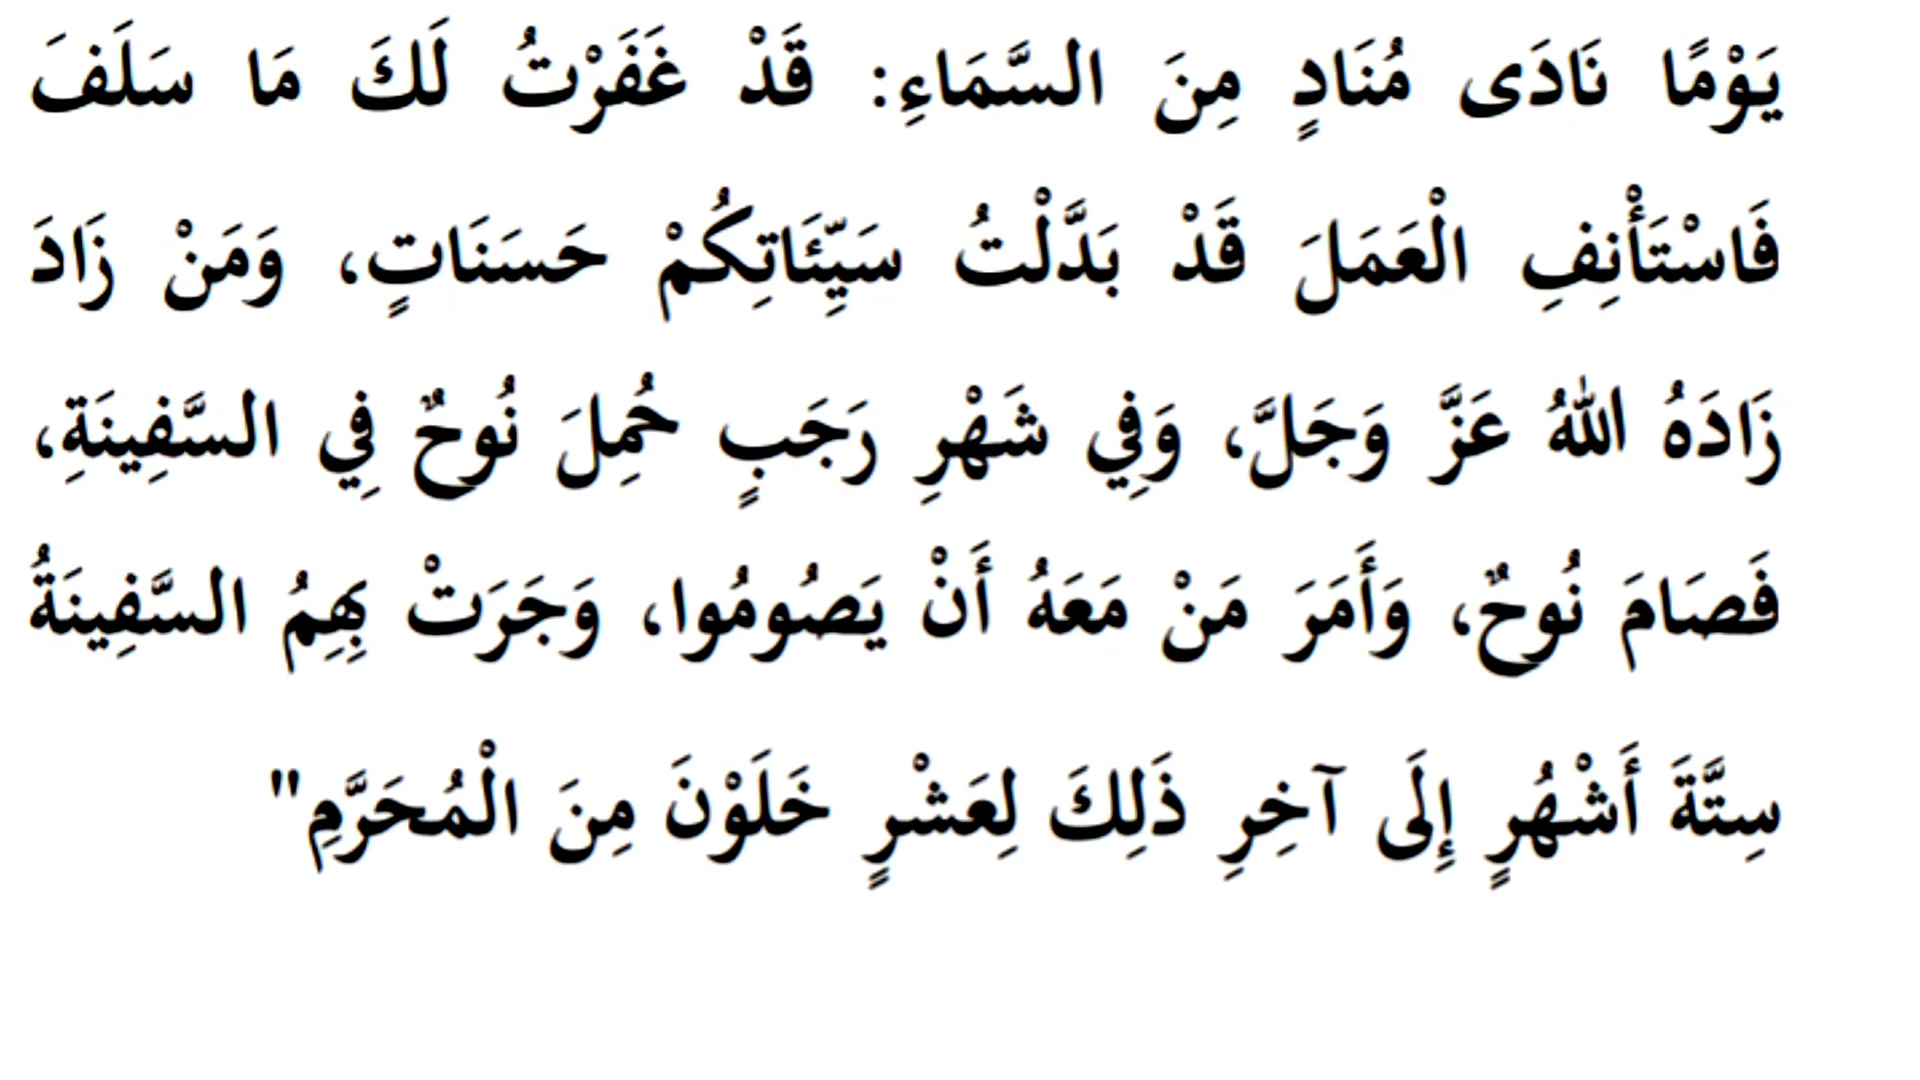 يَوْمًا نَادَى مُنَادٍ مِنَ السَّمَاءِ: قَدْ غَفَرْتُ لَكَ مَا سَلَفَ
فَاسْتَأْنِفِ الْعَمَلَ قَدْ بَدَّلْتُ سَيِّئَاتِكُمْ حَسَنَاتٍ، وَمَنْ زَادَ
زَادَهُ اللهُ عَزَّ وَجَلَّ، وَفِي شَهْرِ رَجَبٍ حُمِلَ نُوحٌ فِي السَّفِينَةِ،
فَصَامَ نُوحٌ، وَأَمَرَ مَنْ مَعَهُ أَنْ يَصُومُوا، وَجَرَتْ بِهِمُ السَّفِينَةُ
سِتَّةَ أَشْهُرٍ إِلَى آخِرِ ذَلِكَ لِعَشْرٍ خَلَوْنَ مِنَ الْمُحَرَّمِ"